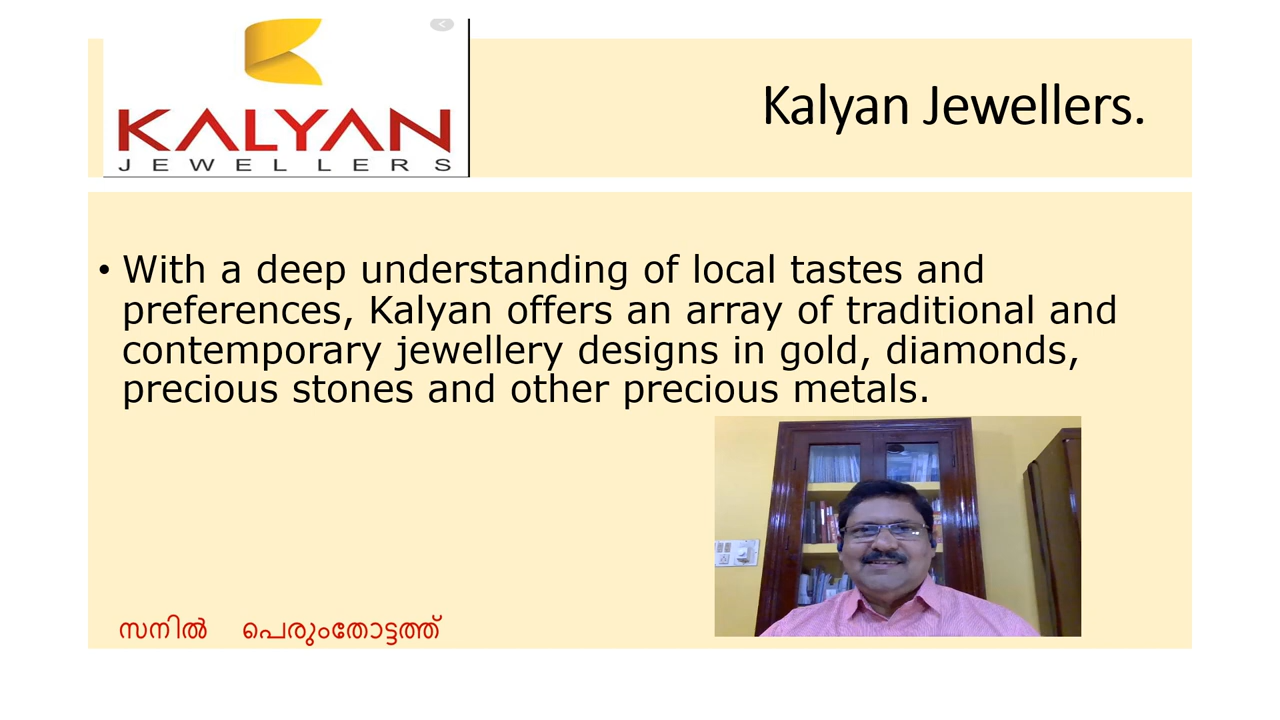 KALYAN
JEWELLERS
Kalyan Jewellers.
• With a deep understanding of local tastes and
preferences, Kalyan offers an array of traditional and
contemporary jewellery designs in gold, diamonds,
precious stones and other precious metals.
സനിൽ പെരുംതോട്ടത്ത്